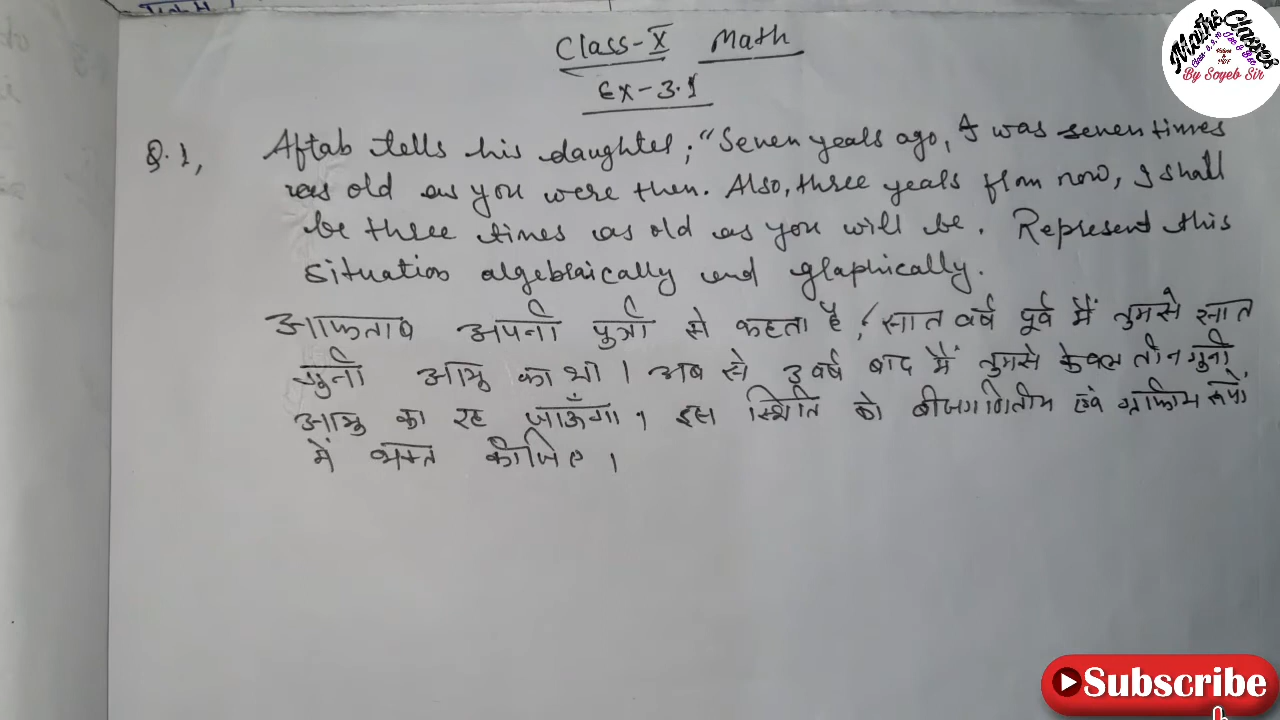 Class-X Math
Ex-3.1
Q.1, Aftab tells his daughter, "Seven years ago, I was seven times
as old as you were then. Also, three years from now, I shall
be three times as old as you will be. Represent this
situation algebraically and graphically.
आफताब अपनी पुत्री से कहता है, 'सात वर्ष पूर्व मैं तुमसे सात
गुनी आयु का था। अब से 3 वर्ष बाद मैं तुमसे केवल तीन गुनी
आयु का रह जाऊँगा। इस स्थिति को बीजगणितीय एवं ग्राफिय रूपों
में व्यक्त कीजिए।
Maths Classes
By Soyeb Sir
Subscribe